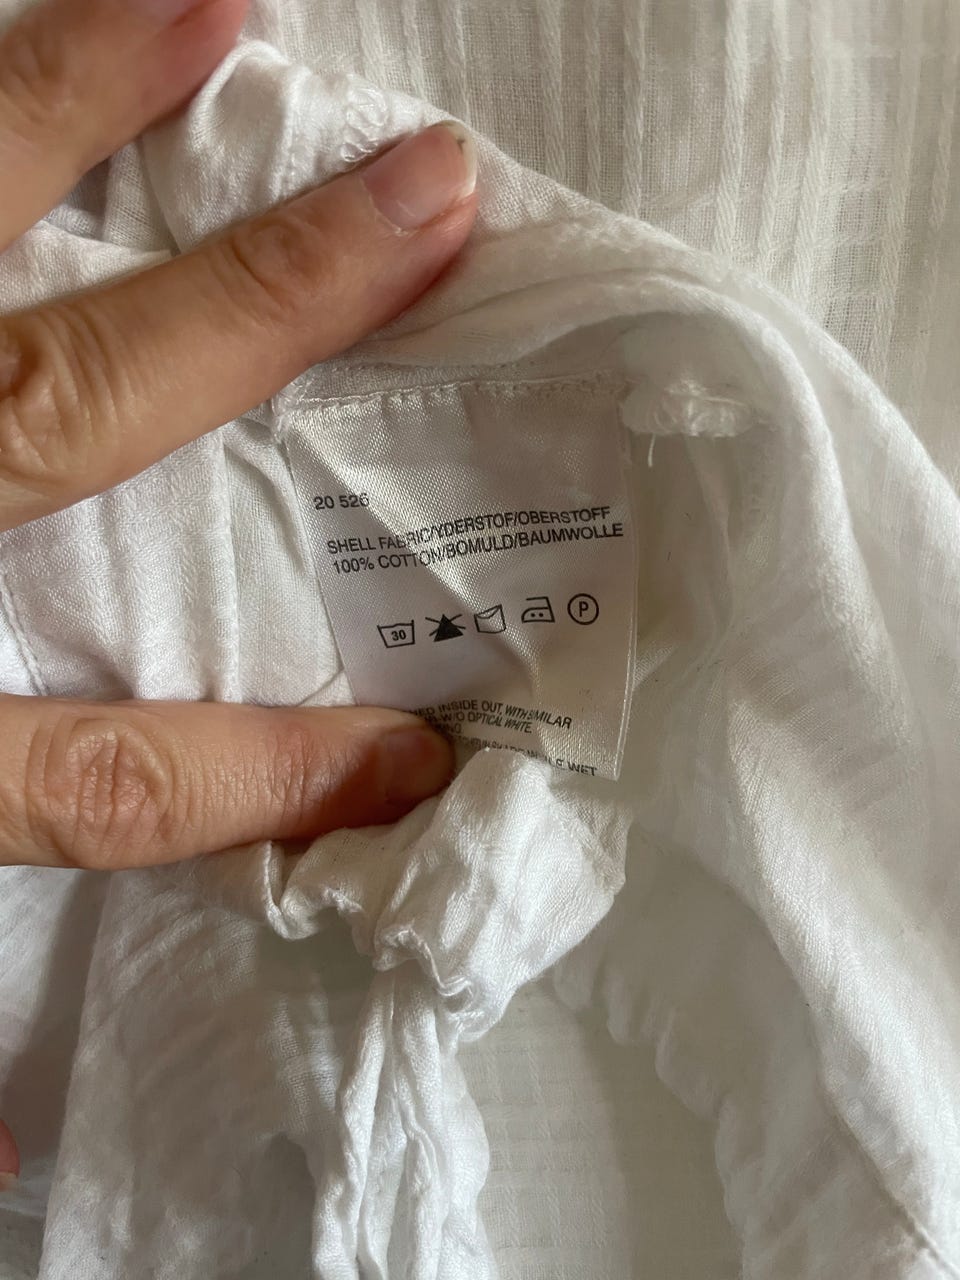 20 526
SHELL FABRIC/YDERSTOF/OBERSTOFF
100% COTTON/BOMULD/BAUMWOLLE
30
P
INSIDE OUT, WITH SIMILAR
W/O OPTICAL WHITE.
WET